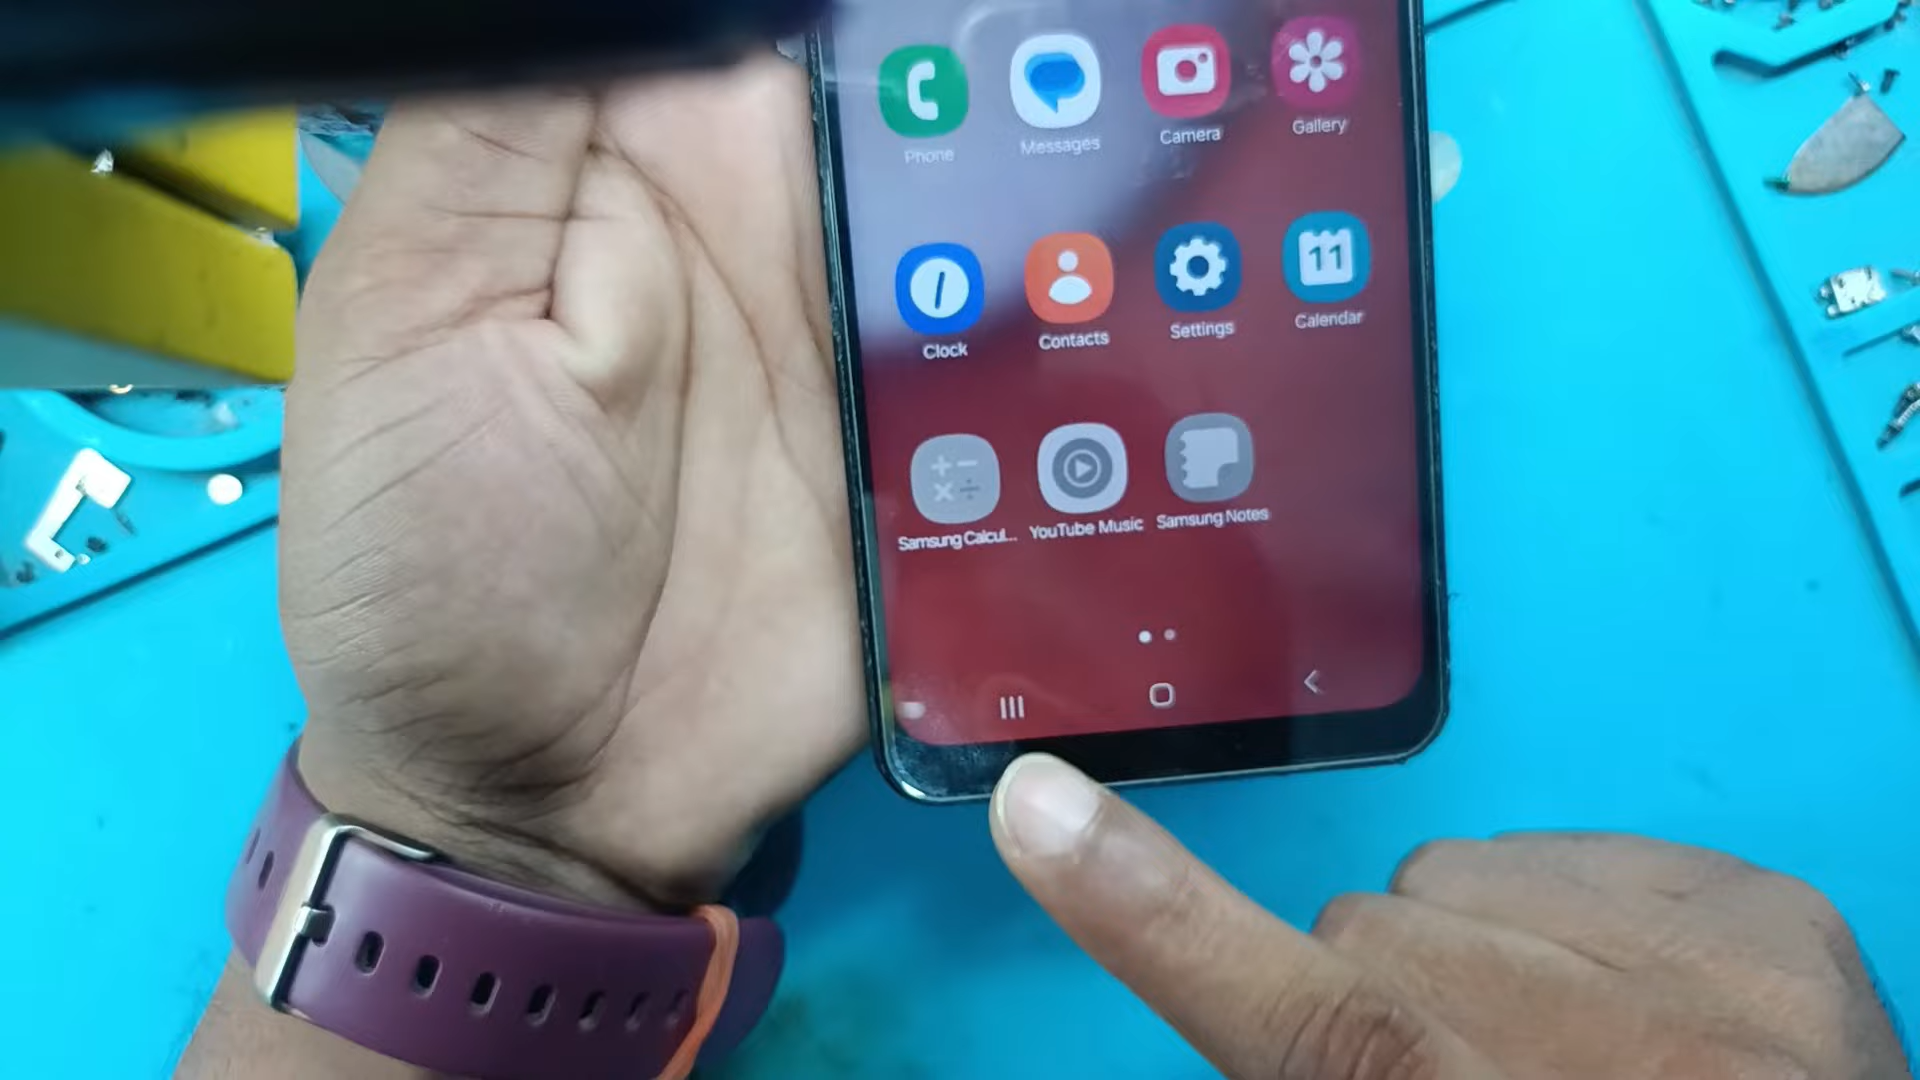 Phone Messages Camera Gallery
11
Clock Contacts Settings Calendar
Samsung Calcul... YouTube Music Samsung Notes